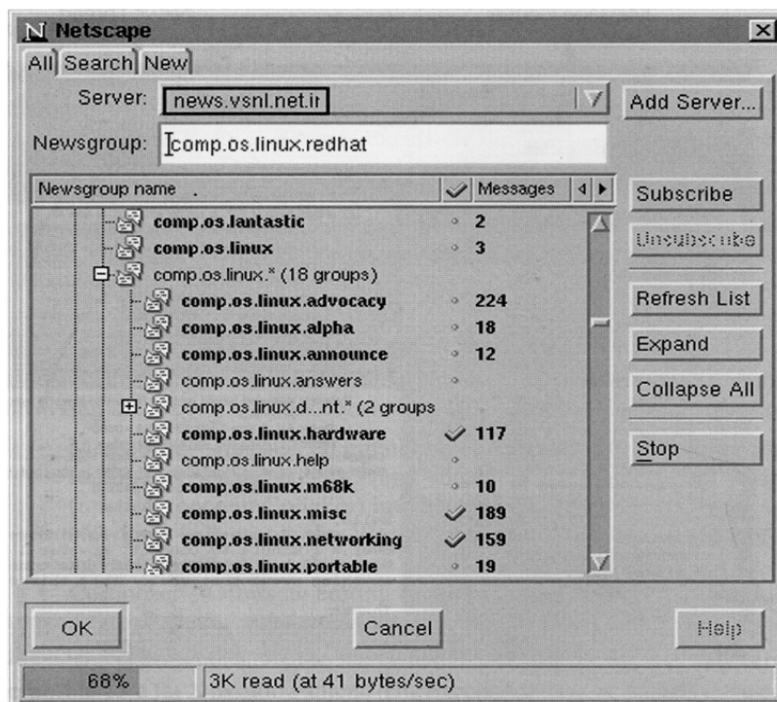 N Netscape
All Search New
Server: news.vsnl.net.ir Add Server...
Newsgroup: comp.os.linux.redhat
Newsgroup name . Messages
Subscribe
Unsubscribe
Refresh List
Expand
Collapse All
Stop
comp.os.lantastic 2
comp.os.linux 3
comp.os.linux.* (18 groups)
comp.os.linux.advocacy 224
comp.os.linux.alpha 18
comp.os.linux.announce 12
comp.os.linux.answers
comp.os.linux.d...nt.* (2 groups
comp.os.linux.hardware 117
comp.os.linux.help
comp.os.linux.m68k 10
comp.os.linux.misc 189
comp.os.linux.networking 159
comp.os.linux.portable 19
OK Cancel Help
68% 3K read (at 41 bytes/sec)